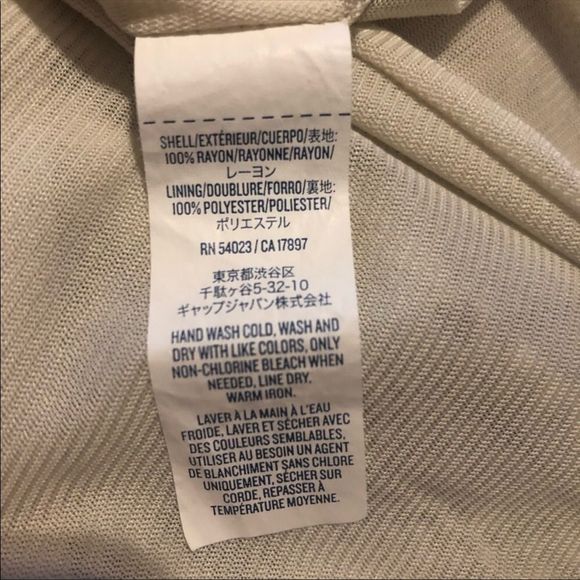 SHELL/EXTÉRIEUR/CUERPO/表地:
100% RAYON/RAYONNE/RAYON/
レーヨン
LINING/DOUBLURE/FORRO/裏地:
100% POLYESTER/POLIESTER/
ポリエステル
RN 54023 / CA 17897
東京都渋谷区
千駄ヶ谷5-32-10
ギャップジャパン株式会社
HAND WASH COLD, WASH AND
DRY WITH LIKE COLORS, ONLY
NON-CHLORINE BLEACH WHEN
NEEDED, LINE DRY.
WARM IRON.
LAVER À LA MAIN À L'EAU
FROIDE, LAVER ET SÉCHER AVEC
DES COULEURS SEMBLABLES,
UTILISER AU BESOIN UN AGENT
DE BLANCHIMENT SANS CHLORE
UNIQUEMENT, SÉCHER SUR
CORDE, REPASSER À
TEMPÉRATURE MOYENNE.